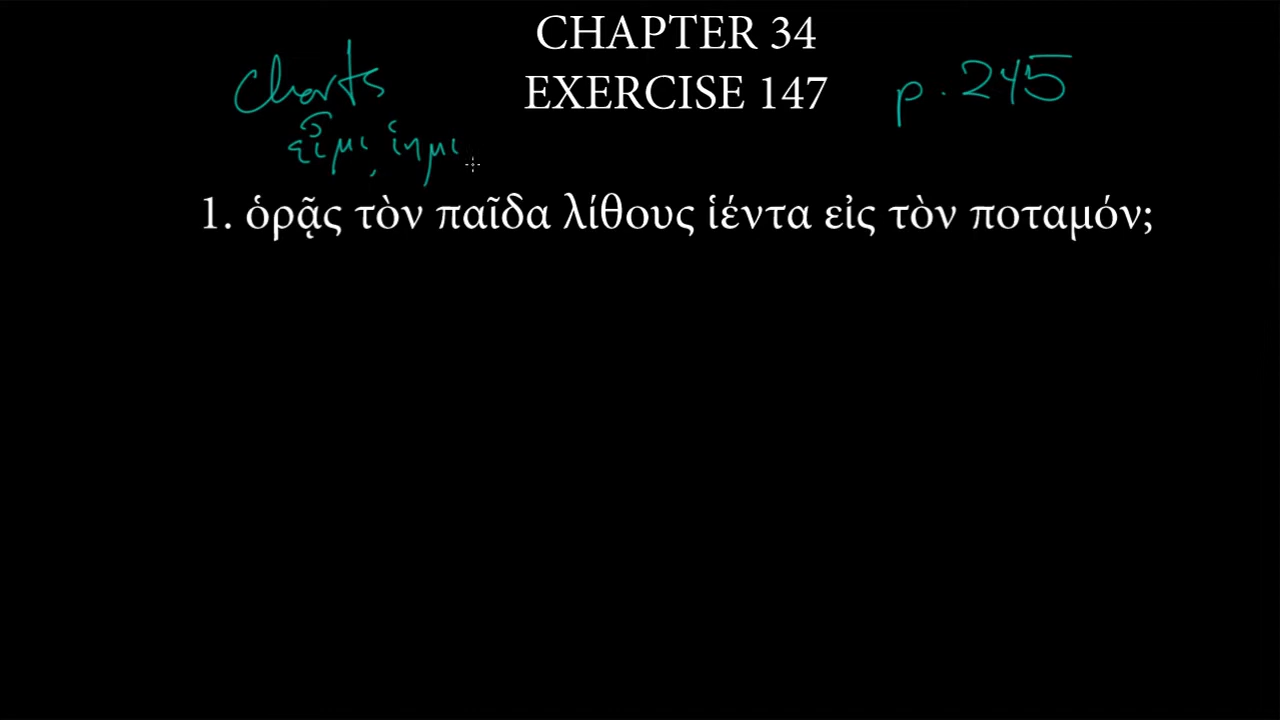 CHAPTER 34
Charts EXERCISE 147 p. 245
εἶμι, ἵημι
1. ὁρᾷς τὸν παῖδα λίθους ἱέντα εἰς τὸν ποταμόν;